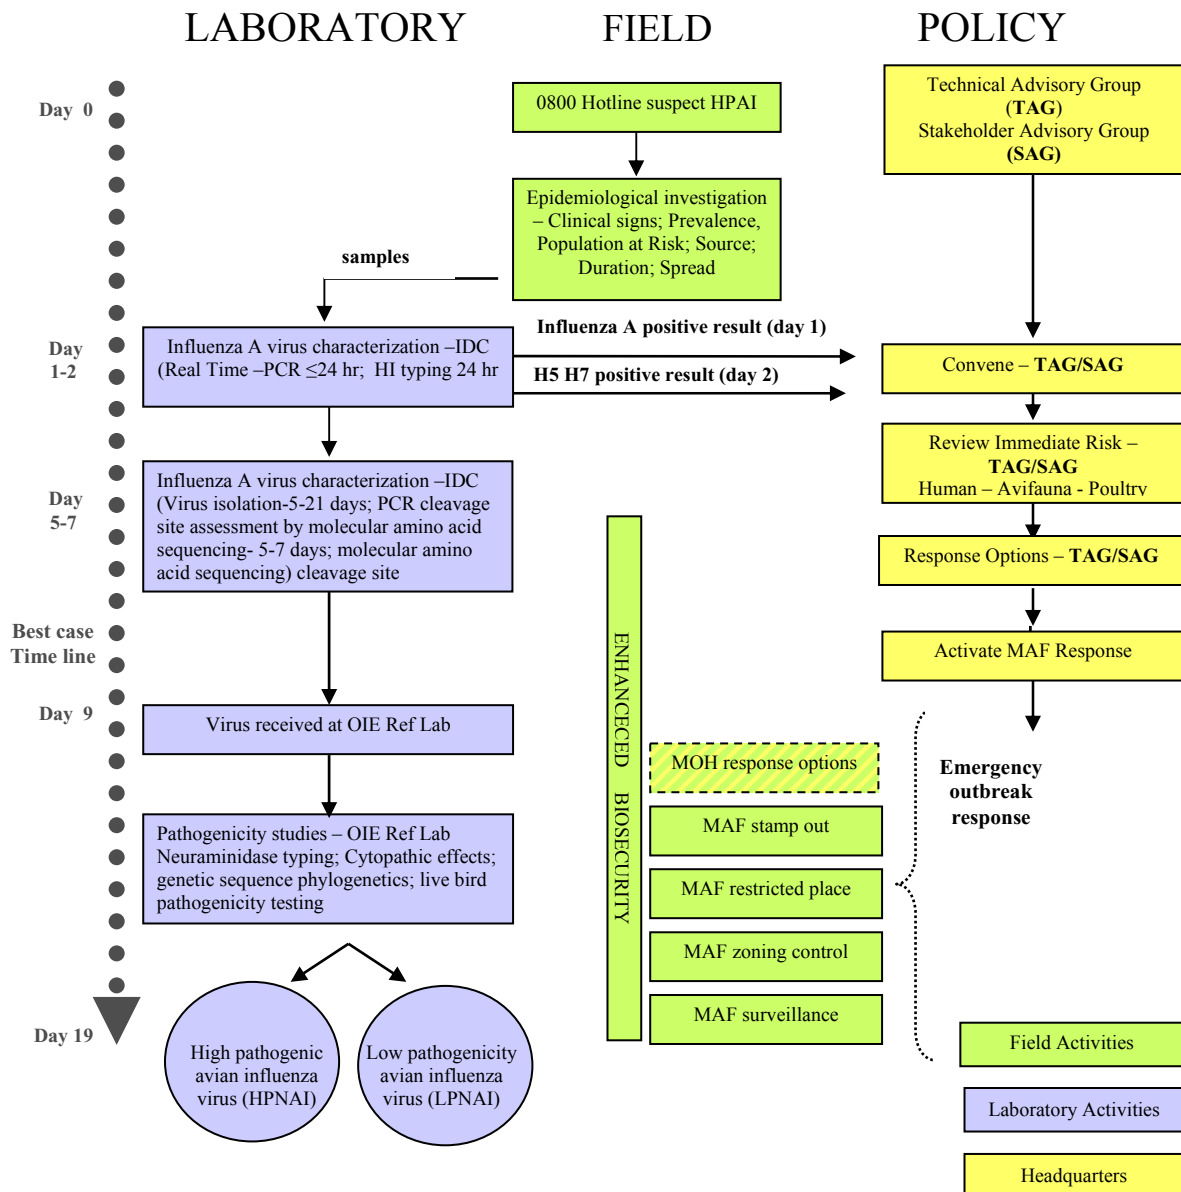 LABORATORY
FIELD
POLICY
Day 0
0800 Hotline suspect HPAI
Technical Advisory Group
(TAG)
Stakeholder Advisory Group
(SAG)
Epidemiological investigation
– Clinical signs; Prevalence,
Population at Risk; Source;
Duration; Spread
samples
Day
1-2
Influenza A virus characterization –IDC
(Real Time –PCR ≤24 hr; HI typing 24 hr
Influenza A positive result (day 1)
H5 H7 positive result (day 2)
Convene – TAG/SAG
Review Immediate Risk –
TAG/SAG
Human – Avifauna - Poultry
Day
5-7
Influenza A virus characterization –IDC
(Virus isolation-5-21 days; PCR cleavage
site assessment by molecular amino acid
sequencing- 5-7 days; molecular amino
acid sequencing) cleavage site
Response Options – TAG/SAG
Best case
Time line
Activate MAF Response
ENHANCECED BIOSECURITY
Day 9
Virus received at OIE Ref Lab
MOH response options
Emergency
outbreak
response
MAF stamp out
Pathogenicity studies – OIE Ref Lab
Neuraminidase typing; Cytopathic effects;
genetic sequence phylogenetics; live bird
pathogenicity testing
MAF restricted place
MAF zoning control
MAF surveillance
Day 19
High pathogenic
avian influenza
virus (HPNAI)
Low pathogenicity
avian influenza
virus (LPNAI)
Field Activities
Laboratory Activities
Headquarters